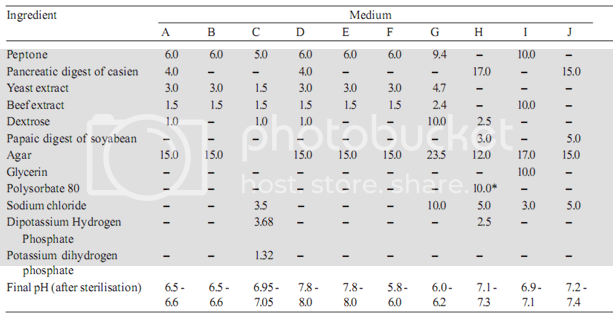 Ingredient Medium
A B C D E F G H I J
Peptone 6.0 6.0 5.0 6.0 6.0 6.0 9.4 – 10.0 –
Pancreatic digest of casien 4.0 – – 4.0 – – – 17.0 – 15.0
Yeast extract 3.0 3.0 1.5 3.0 3.0 3.0 4.7 – – –
Beef extract 1.5 1.5 1.5 1.5 1.5 1.5 2.4 – 10.0 –
Dextrose 1.0 – 1.0 1.0 – – 10.0 2.5 – –
Papaic digest of soyabean – – – – – – – 3.0 – 5.0
Agar 15.0 15.0 15.0 15.0 15.0 23.5 12.0 17.0 15.0
Glycerin – – – – – – – – 10.0 –
Polysorbate 80 – – – – – – – 10.0* – –
Sodium chloride – – 3.5 – – – 10.0 5.0 3.0 5.0
Dipotassium Hydrogen – – 3.68 – – – – 2.5 – –
Phosphate
Potassium dihydrogen – – 1.32 – – – – – – –
phosphate
Final pH (after sterilisation) 6.5 - 6.5 - 6.95- 7.8 - 7.8- 5.8- 6.0- 7.1- 6.9- 7.2 -
6.6 6.6 7.05 8.0 8.0 6.0 6.2 7.3 7.1 7.4
photobucket
host. store. share.